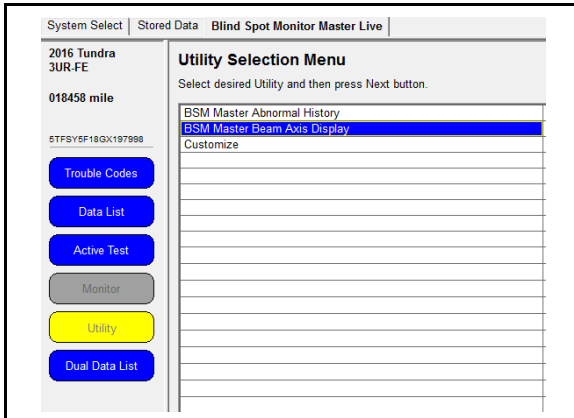 System Select | Stored Data | Blind Spot Monitor Master Live
2016 Tundra
3UR-FE
018458 mile
5TFSY5F18GX197998
Trouble Codes
Data List
Active Test
Monitor
Utility
Dual Data List
Utility Selection Menu
Select desired Utility and then press Next button.
BSM Master Abnormal History
BSM Master Beam Axis Display
Customize